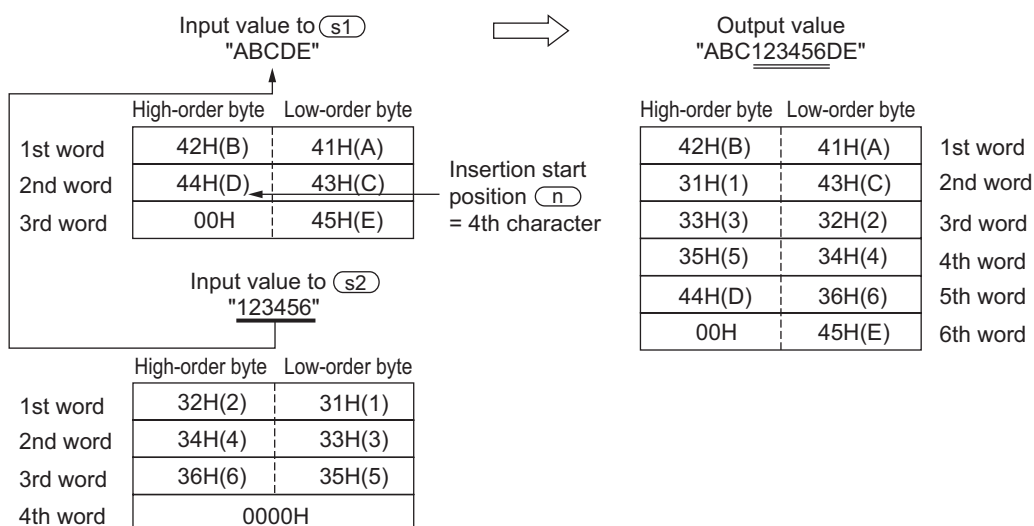 Input value to s1
"ABCDE"
High-order byte Low-order byte
1st word 42H(B) 41H(A)
2nd word 44H(D) 43H(C)
3rd word 00H 45H(E)
Insertion start
position n
= 4th character
Input value to s2
"123456"
High-order byte Low-order byte
1st word 32H(2) 31H(1)
2nd word 34H(4) 33H(3)
3rd word 36H(6) 35H(5)
4th word 0000H
Output value
"ABC123456DE"
High-order byte Low-order byte
42H(B) 41H(A) 1st word
31H(1) 43H(C) 2nd word
33H(3) 32H(2) 3rd word
35H(5) 34H(4) 4th word
44H(D) 36H(6) 5th word
00H 45H(E) 6th word